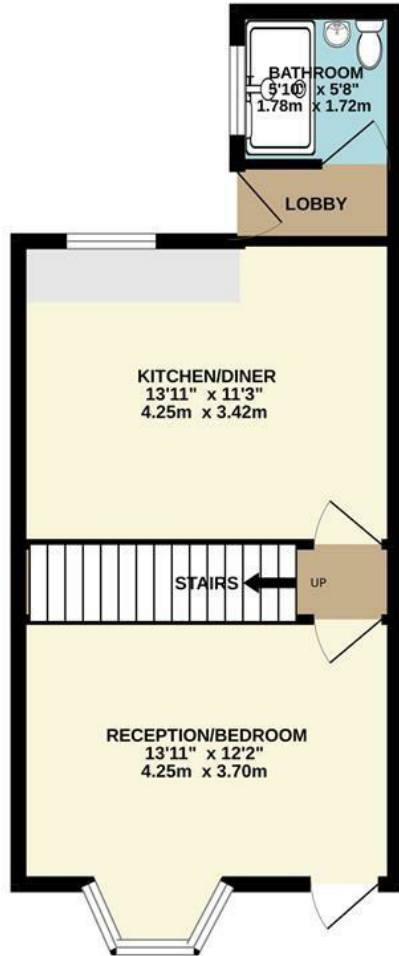 BATHROOM
5'10" x 5'8"
1.78m x 1.72m
LOBBY
KITCHEN/DINER
13'11" x 11'3"
4.25m x 3.42m
STAIRS UP
RECEPTION/BEDROOM
13'11" x 12'2"
4.25m x 3.70m